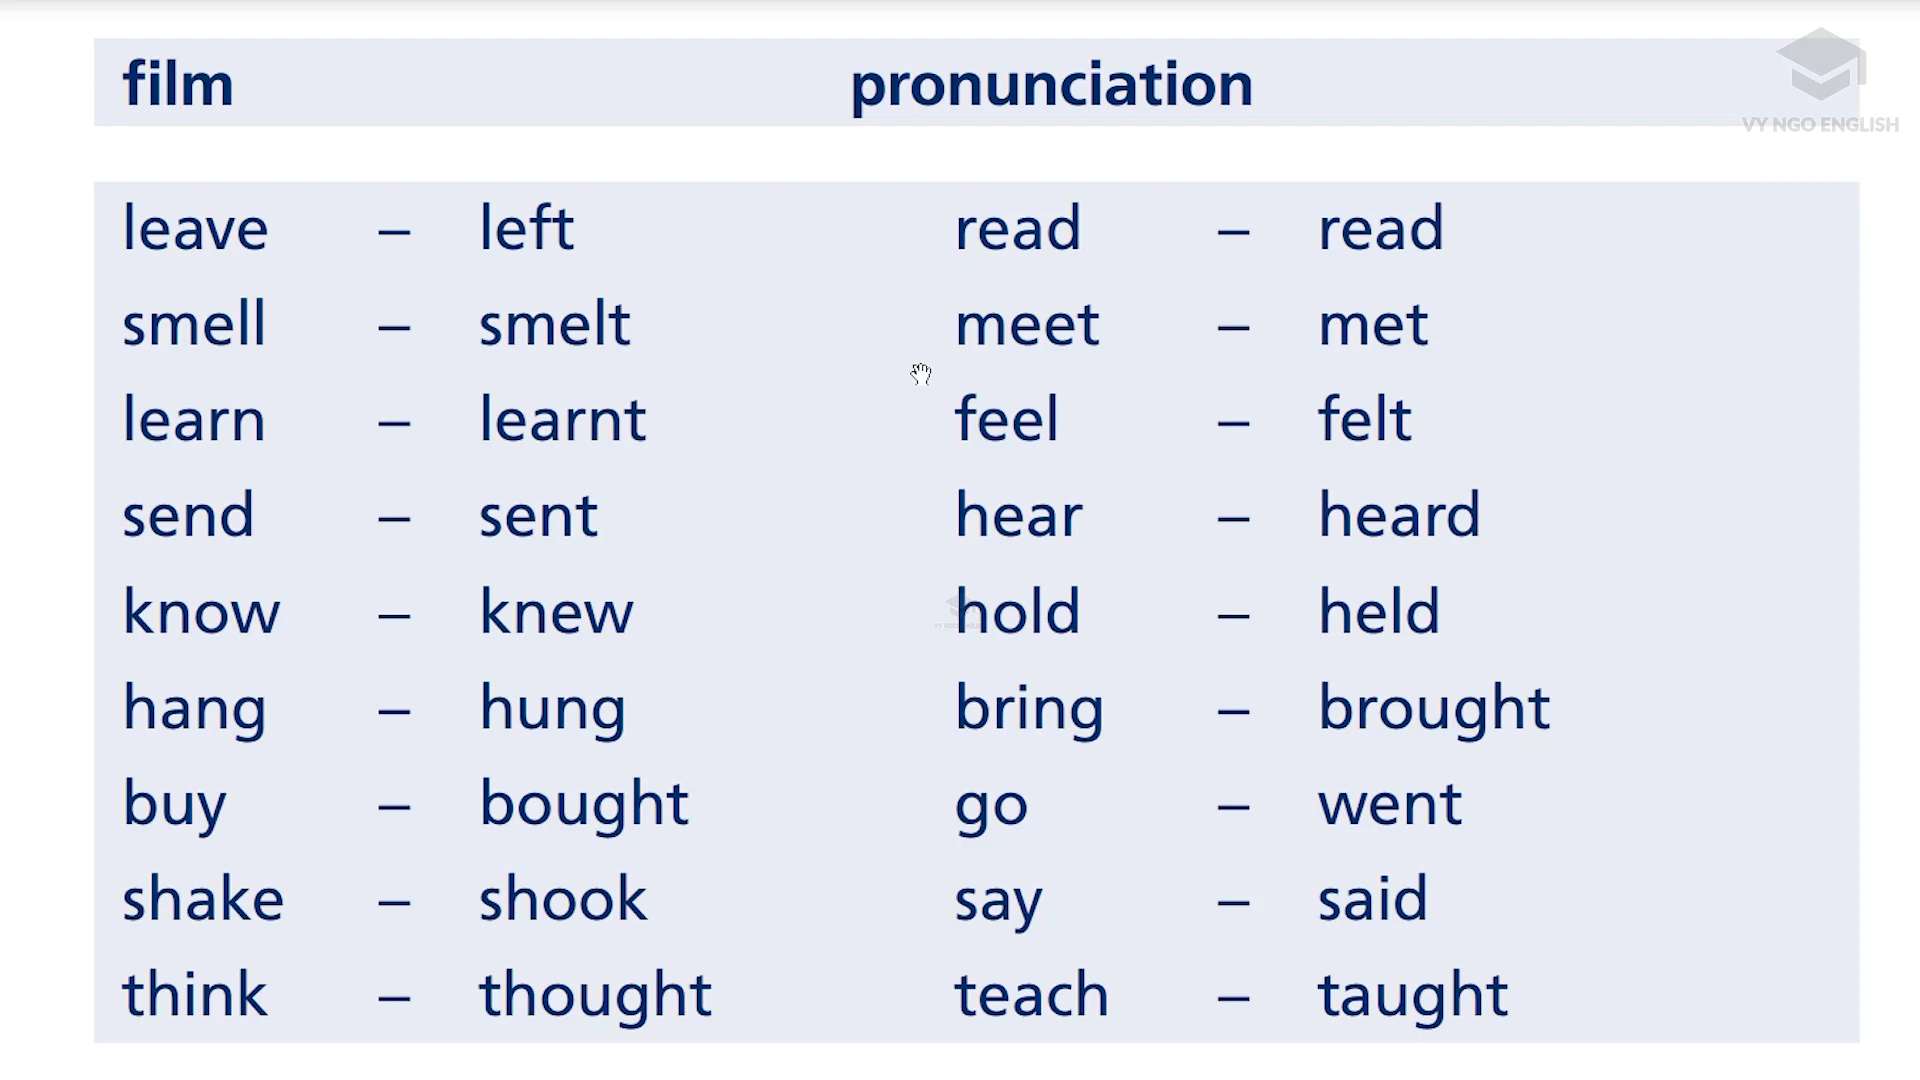 film pronunciation
VY NGO ENGLISH
leave – left read – read
smell – smelt meet – met
learn – learnt feel – felt
send – sent hear – heard
know – knew hold – held
hang – hung bring – brought
buy – bought go – went
shake – shook say – said
think – thought teach – taught